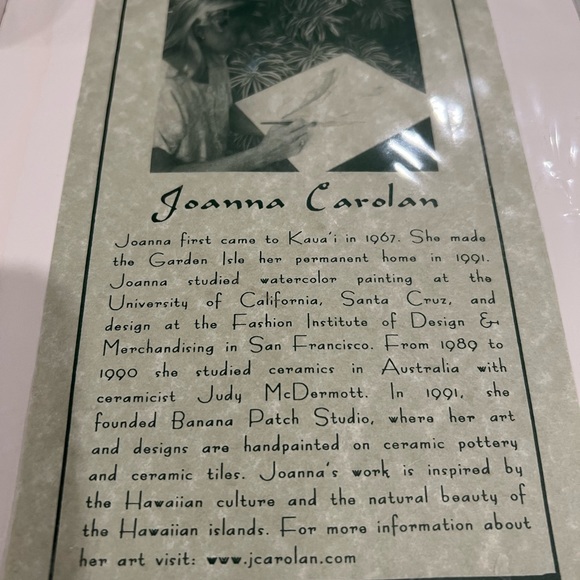 Joanna Carolan
Joanna first came to Kaua'i in 1967. She made
the Garden Isle her permanent home in 1991.
Joanna studied watercolor painting at the
University of California, Santa Cruz, and
design at the Fashion Institute of Design &
Merchandising in San Francisco. From 1989 to
1990 she studied ceramics in Australia with
ceramicist Judy McDermott. In 1991, she
founded Banana Patch Studio, where her art
and designs are handpainted on ceramic pottery
and ceramic tiles. Joanna's work is inspired by
the Hawaiian culture and the natural beauty of
the Hawaiian islands. For more information about
her art visit: www.jcarolan.com